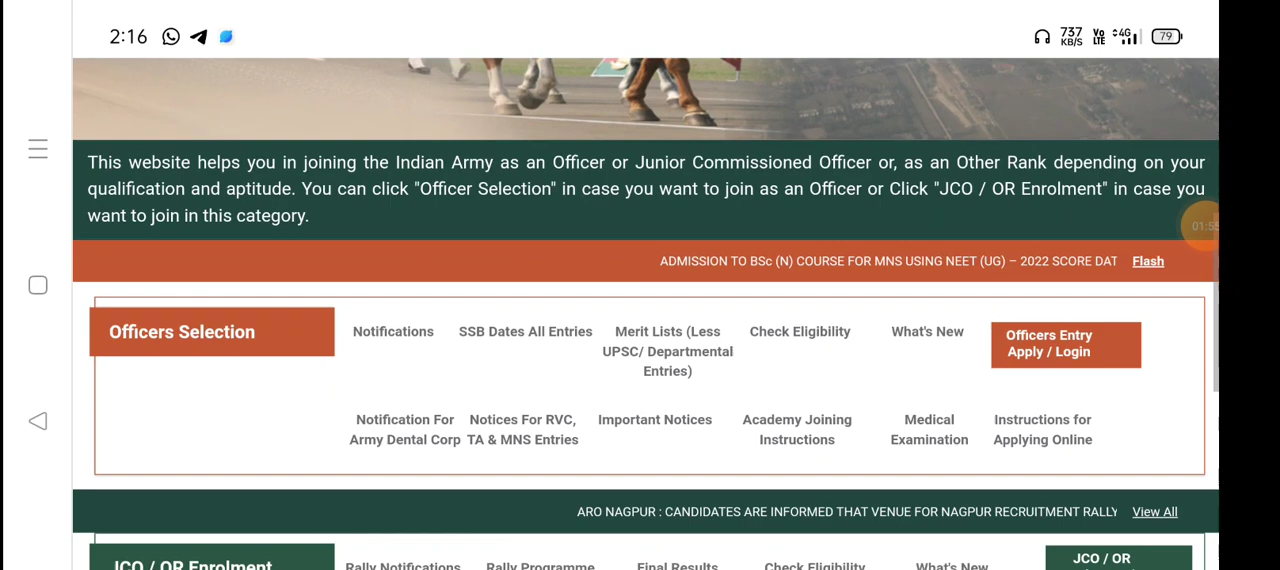 2:16
737 KB/S
Vo LTE
4G
79
This website helps you in joining the Indian Army as an Officer or Junior Commissioned Officer or, as an Other Rank depending on your
qualification and aptitude. You can click "Officer Selection" in case you want to join as an Officer or Click "JCO / OR Enrolment" in case you
want to join in this category.
01:55
ADMISSION TO BSc (N) COURSE FOR MNS USING NEET (UG) – 2022 SCORE DAT Flash
Officers Selection
Notifications
SSB Dates All Entries
Merit Lists (Less
UPSC/ Departmental
Entries)
Check Eligibility
What's New
Officers Entry
Apply / Login
Notification For
Army Dental Corp
Notices For RVC,
TA & MNS Entries
Important Notices
Academy Joining
Instructions
Medical
Examination
Instructions for
Applying Online
ARO NAGPUR : CANDIDATES ARE INFORMED THAT VENUE FOR NAGPUR RECRUITMENT RALLY View All
JCO / OR Enrolment
Rally Notifications
Rally Programme
Final Results
Check Eligibility
What's New
JCO / OR